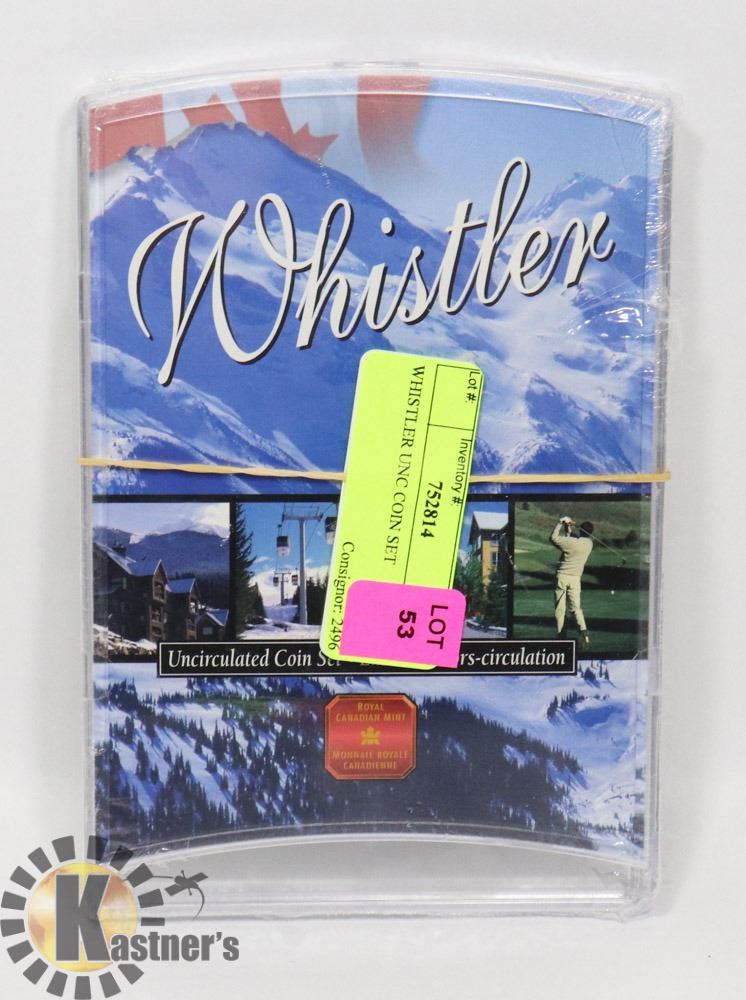 Whistler
Lot #:
Inventory #:
752814
WHISTLER UNC COIN SET
Consignor: 2496
LOT
53
Uncirculated Coin rs-circulation
ROYAL
CANADIAN MINT
MONNAIE ROYALE
CANADIENNE
Kastner's